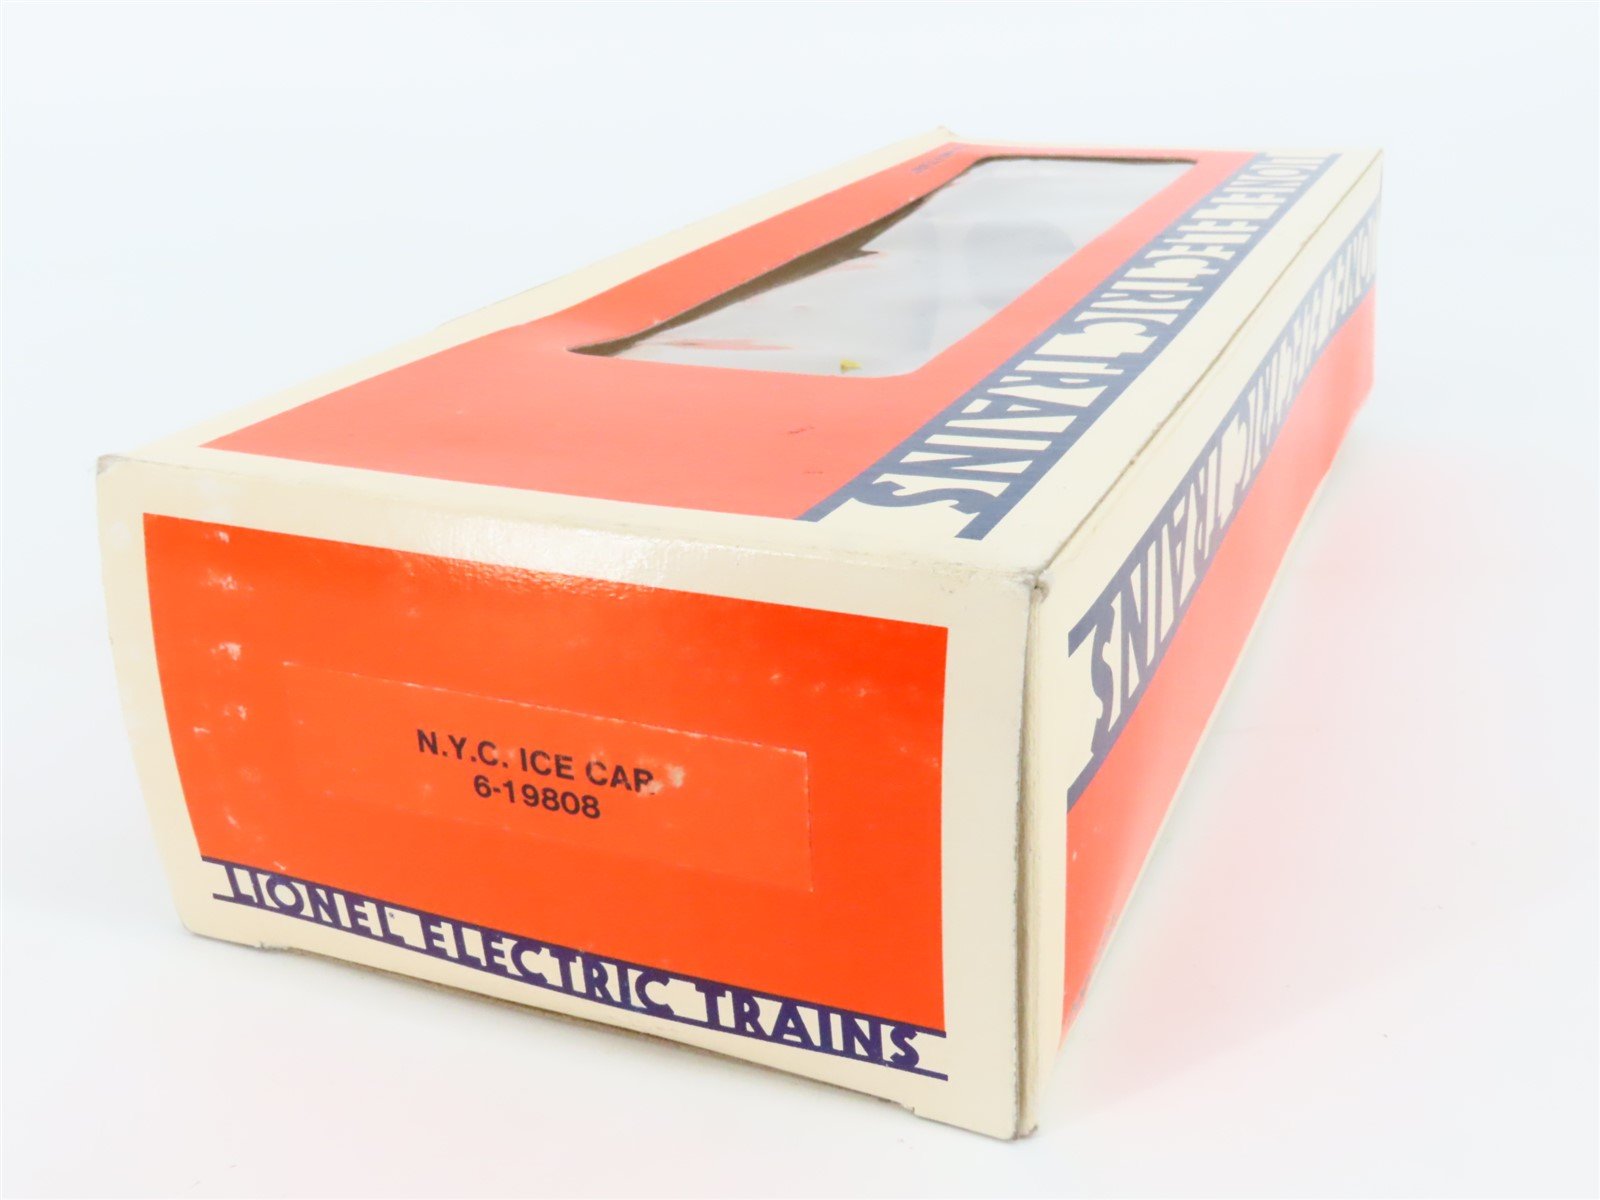 LIONEL ELECTRIC TRAINS
LIONEL ELECTRIC TRAINS
N.Y.C. ICE CAR
6-19808
LIONEL ELECTRIC TRAINS